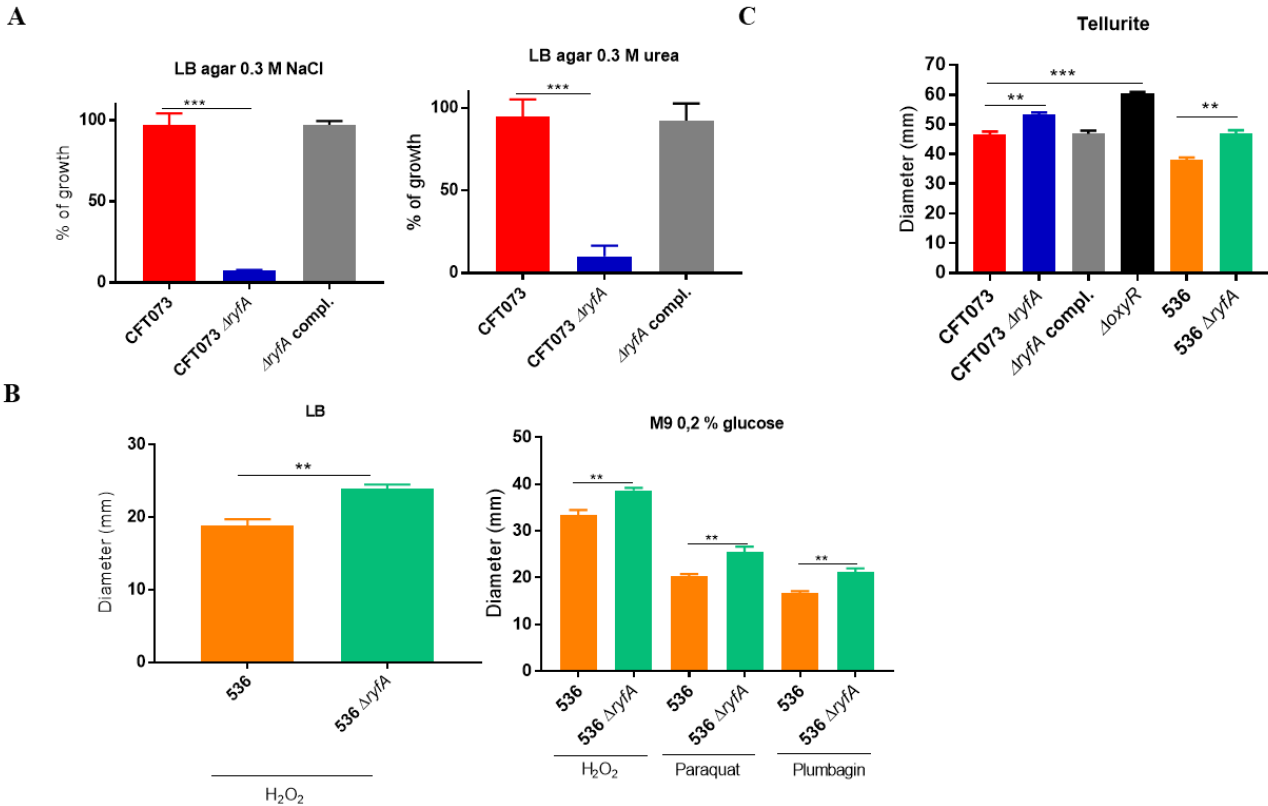 A
LB agar 0.3 M NaCl
% of growth
100
50
0
***
CFT073
CFT073 ΔryfA
ΔryfA compl.
LB agar 0.3 M urea
% of growth
100
50
0
***
CFT073
CFT073 ΔryfA
ΔryfA compl.
C
Tellurite
Diameter (mm)
70
60
50
40
30
20
10
0
***
**
**
CFT073
CFT073 ΔryfA
ΔryfA compl.
ΔoxyR
536
536 ΔryfA
B
LB
Diameter (mm)
30
20
10
0
**
536
536 ΔryfA
H₂O₂
M9 0,2 % glucose
Diameter (mm)
50
40
30
20
10
0
**
**
**
536
536 ΔryfA
536
536 ΔryfA
536
536 ΔryfA
H₂O₂
Paraquat
Plumbagin